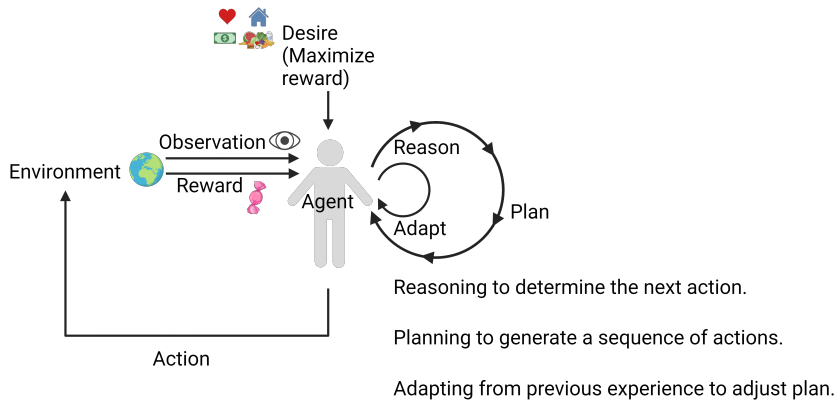 Desire
(Maximize
reward)
Observation
Environment
Reward
Agent
Reason
Adapt
Plan
Action
Reasoning to determine the next action.
Planning to generate a sequence of actions.
Adapting from previous experience to adjust plan.